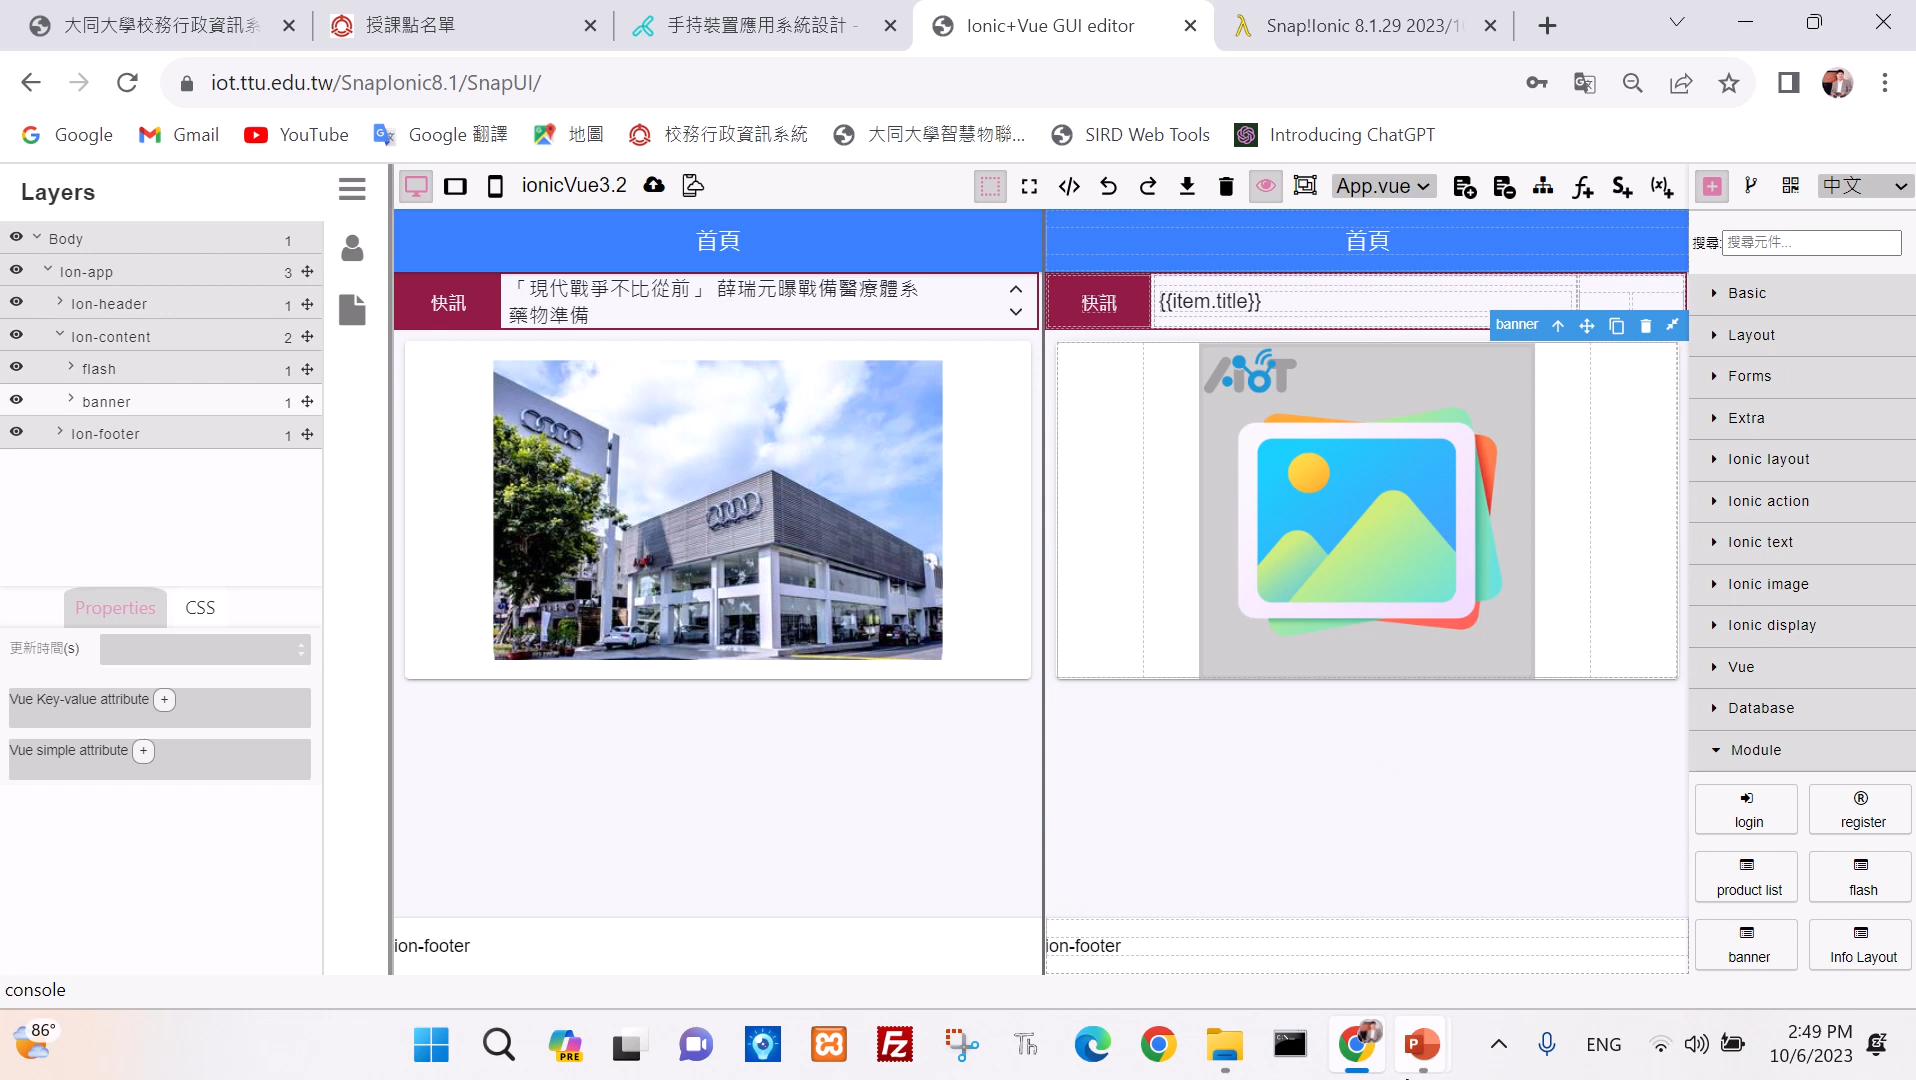 大同大學校務行政資訊系
授課點名單
手持裝置應用系統設計 -
Ionic+Vue GUI editor
Snap!Ionic 8.1.29 2023/10
iot.ttu.edu.tw/SnapIonic8.1/SnapUI/
Google
Gmail
YouTube
Google 翻譯
地圖
校務行政資訊系統
大同大學智慧物聯...
SIRD Web Tools
Introducing ChatGPT
Layers
Body 1
Ion-app 3
Ion-header 1
Ion-content 2
flash 1
banner 1
Ion-footer 1
Properties
CSS
更新時間(s)
Vue Key-value attribute +
Vue simple attribute +
ionicVue3.2
App.vue
中文
首頁
快訊
「現代戰爭不比從前」 薛瑞元曝戰備醫療體系
藥物準備
ion-footer
首頁
快訊
{{item.title}}
banner
AIoT
ion-footer
搜尋:
搜尋元件...
Basic
Layout
Forms
Extra
Ionic layout
Ionic action
Ionic text
Ionic image
Ionic display
Vue
Database
Module
login
register
product list
flash
banner
Info Layout
console
86°
PRE
ENG
2:49 PM
10/6/2023